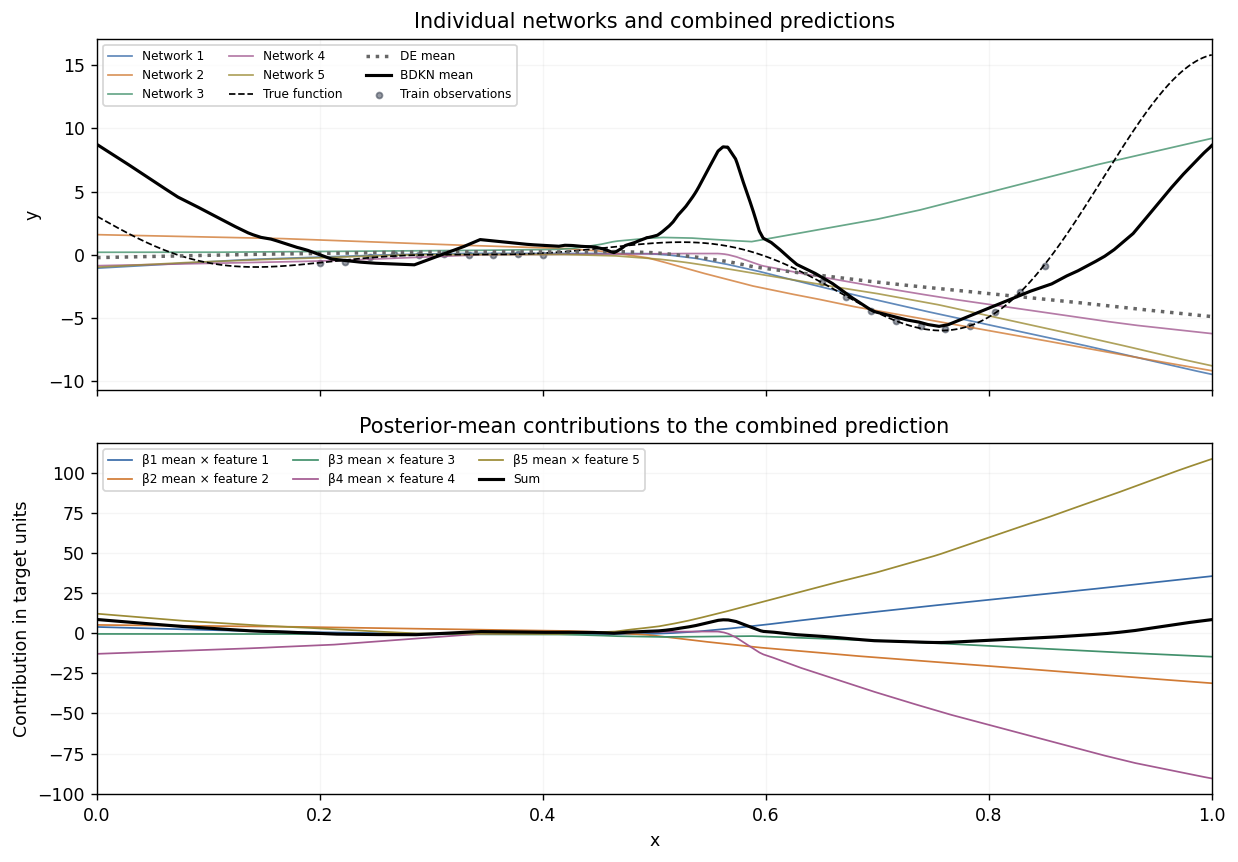 Individual networks and combined predictions
Network 1
Network 2
Network 3
Network 4
Network 5
True function
DE mean
BDKN mean
Train observations
15
10
5
0
−5
−10
y
Posterior-mean contributions to the combined prediction
β1 mean × feature 1
β2 mean × feature 2
β3 mean × feature 3
β4 mean × feature 4
β5 mean × feature 5
Sum
100
75
50
25
0
−25
−50
−75
−100
Contribution in target units
0.0
0.2
0.4
0.6
0.8
1.0
x